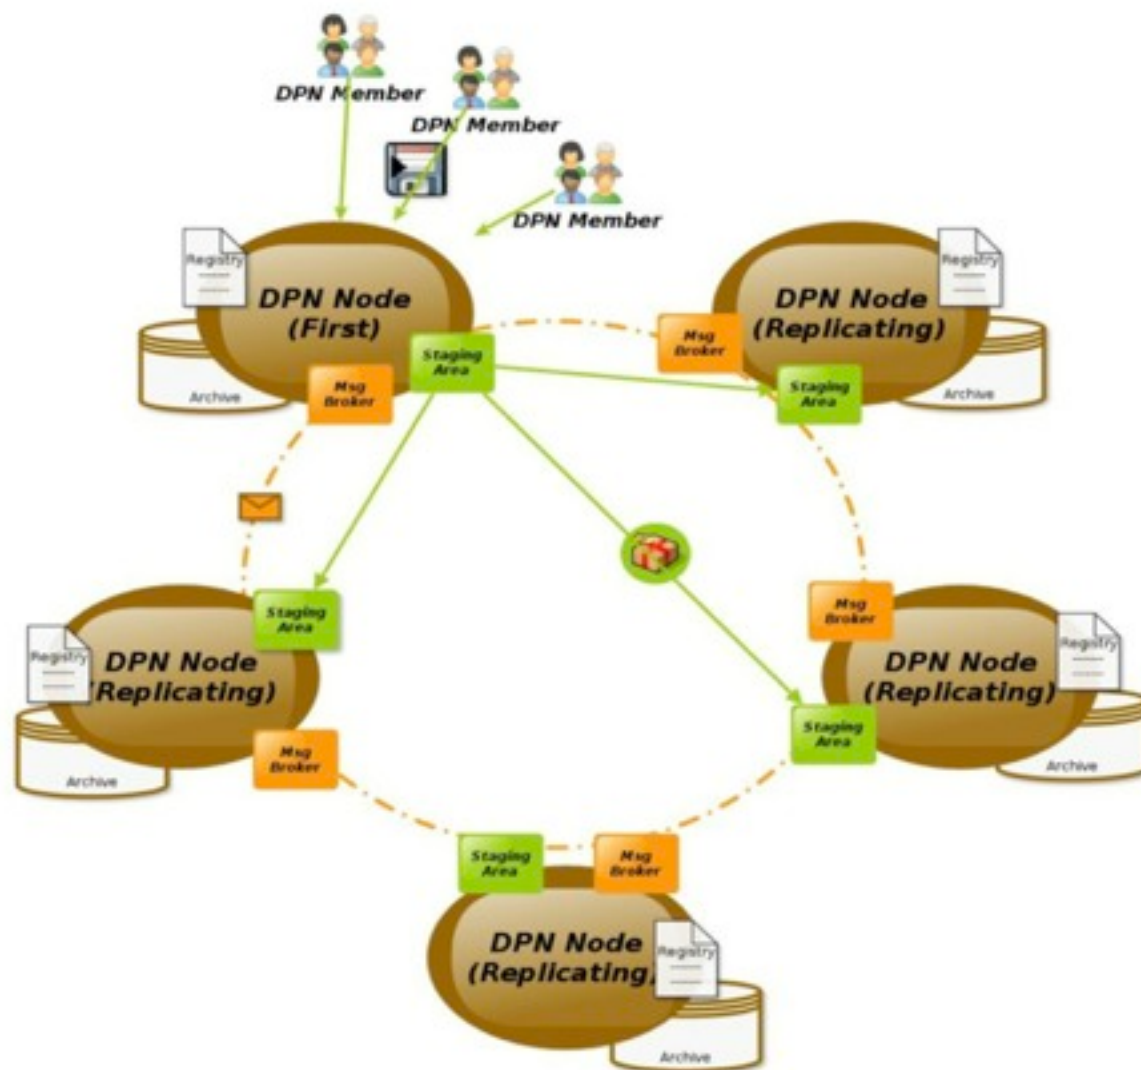 DPN Member
DPN Member
DPN Member
Registry
DPN Node
(First)
Archive
Msg
Broker
Staging
Area
Registry
DPN Node
(Replicating)
Archive
Msg
Broker
Staging
Area
Registry
DPN Node
(Replicating)
Archive
Staging
Area
Msg
Broker
Msg
Broker
Registry
DPN Node
(Replicating)
Archive
Staging
Area
Staging
Area
Msg
Broker
DPN Node
(Replicating)
Registry
Archive